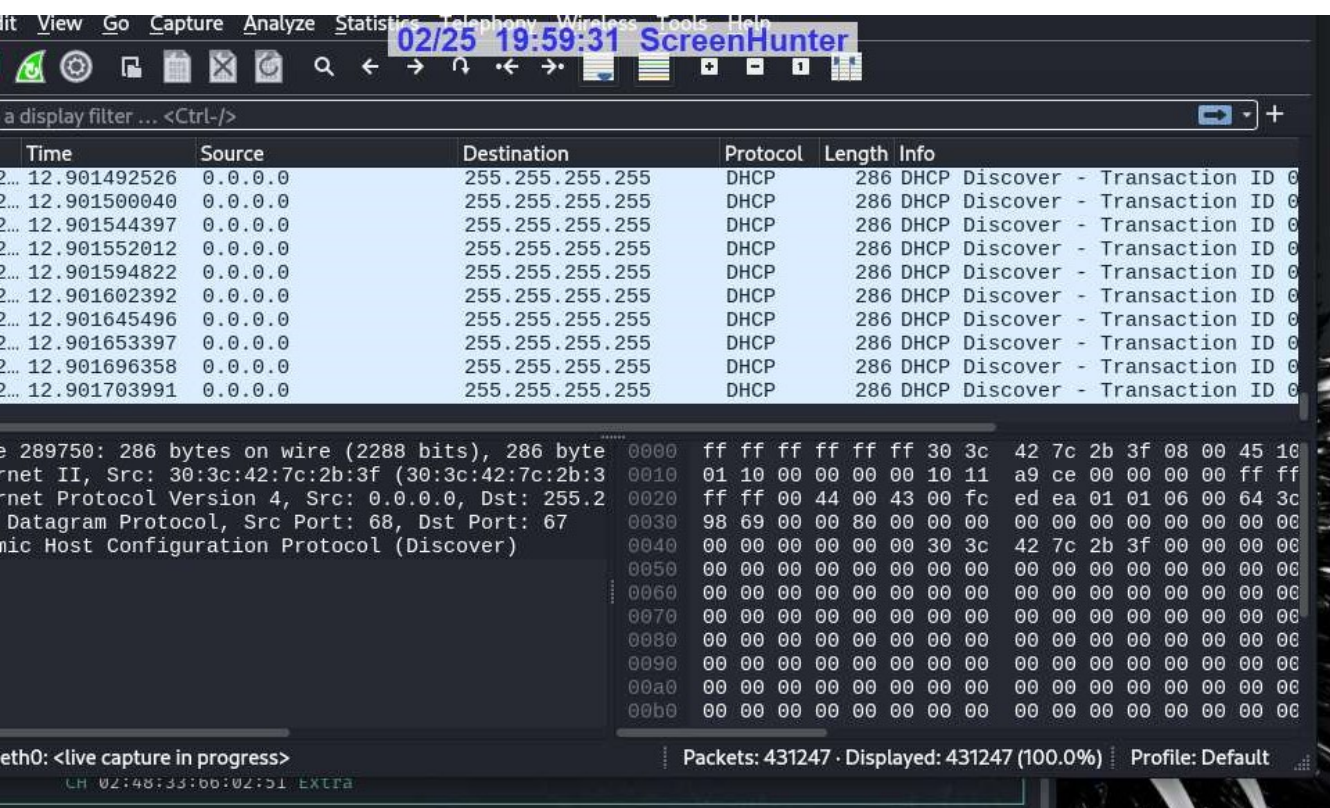 dit View Go Capture Analyze Statistics Telephony Wireless Tools Help
02/25 19:59:31 ScreenHunter
a display filter … <Ctrl-/>
Time Source Destination Protocol Length Info
2… 12.901492526 0.0.0.0 255.255.255.255 DHCP 286 DHCP Discover - Transaction ID 0
2… 12.901500040 0.0.0.0 255.255.255.255 DHCP 286 DHCP Discover - Transaction ID 0
2… 12.901544397 0.0.0.0 255.255.255.255 DHCP 286 DHCP Discover - Transaction ID 0
2… 12.901552012 0.0.0.0 255.255.255.255 DHCP 286 DHCP Discover - Transaction ID 0
2… 12.901594822 0.0.0.0 255.255.255.255 DHCP 286 DHCP Discover - Transaction ID 0
2… 12.901602392 0.0.0.0 255.255.255.255 DHCP 286 DHCP Discover - Transaction ID 0
2… 12.901645496 0.0.0.0 255.255.255.255 DHCP 286 DHCP Discover - Transaction ID 0
2… 12.901653397 0.0.0.0 255.255.255.255 DHCP 286 DHCP Discover - Transaction ID 0
2… 12.901696358 0.0.0.0 255.255.255.255 DHCP 286 DHCP Discover - Transaction ID 0
2… 12.901703991 0.0.0.0 255.255.255.255 DHCP 286 DHCP Discover - Transaction ID 0
e 289750: 286 bytes on wire (2288 bits), 286 byte
rnet II, Src: 30:3c:42:7c:2b:3f (30:3c:42:7c:2b:3
rnet Protocol Version 4, Src: 0.0.0.0, Dst: 255.2
Datagram Protocol, Src Port: 68, Dst Port: 67
mic Host Configuration Protocol (Discover)
0000 ff ff ff ff ff ff 30 3c 42 7c 2b 3f 08 00 45 10
0010 01 10 00 00 00 00 10 11 a9 ce 00 00 00 00 ff ff
0020 ff ff 00 44 00 43 00 fc ed ea 01 01 06 00 64 3c
0030 98 69 00 00 80 00 00 00 00 00 00 00 00 00 00 00
0040 00 00 00 00 00 00 30 3c 42 7c 2b 3f 00 00 00 00
0050 00 00 00 00 00 00 00 00 00 00 00 00 00 00 00 00
0060 00 00 00 00 00 00 00 00 00 00 00 00 00 00 00 00
0070 00 00 00 00 00 00 00 00 00 00 00 00 00 00 00 00
0080 00 00 00 00 00 00 00 00 00 00 00 00 00 00 00 00
0090 00 00 00 00 00 00 00 00 00 00 00 00 00 00 00 00
00a0 00 00 00 00 00 00 00 00 00 00 00 00 00 00 00 00
00b0 00 00 00 00 00 00 00 00 00 00 00 00 00 00 00 00
eth0: <live capture in progress> Packets: 431247 · Displayed: 431247 (100.0%) Profile: Default
CH 02:48:33:66:02:51 Extra